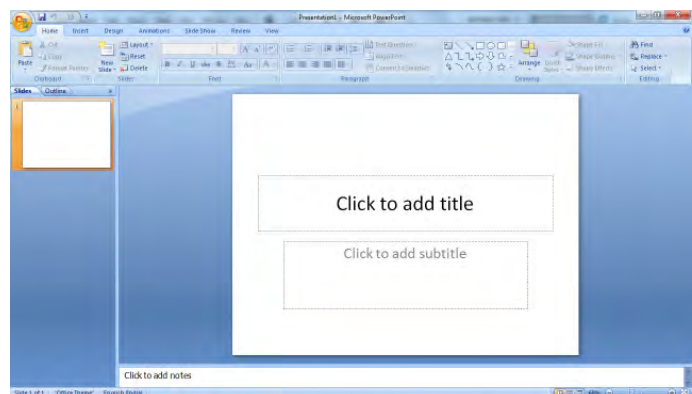 Presentation1 - Microsoft PowerPoint
Home Insert Design Animations Slide Show Review View
Cut
Copy
Format Painter
Paste
Clipboard
New
Slide
Layout
Reset
Delete
Slides
Font
Text Direction
Align Text
Convert to SmartArt
Paragraph
Arrange
Quick
Styles
Shape Fill
Shape Outline
Shape Effects
Drawing
Find
Replace
Select
Editing
Slides Outline
1
Click to add title
Click to add subtitle
Click to add notes
Slide 1 of 1 "Office Theme"